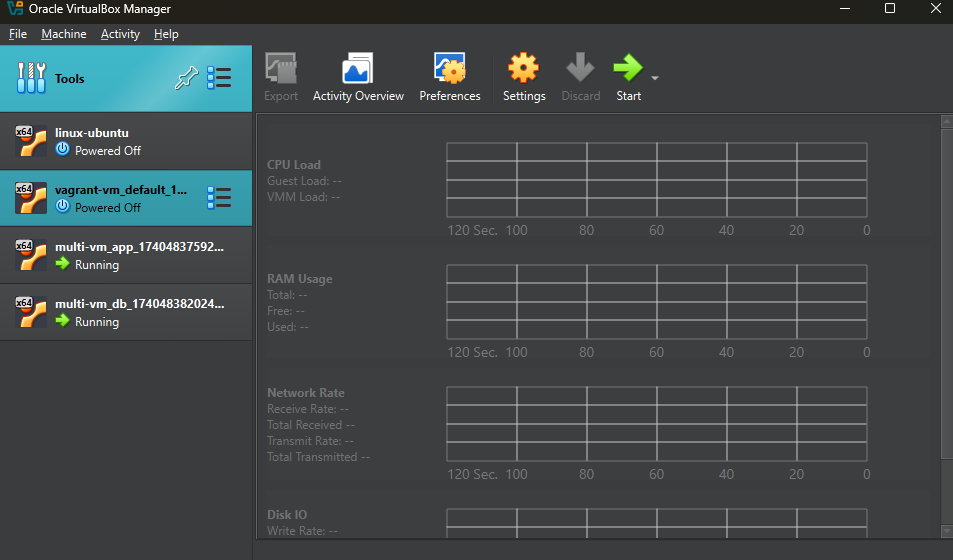 Oracle VirtualBox Manager
File Machine Activity Help
Tools
x64
linux-ubuntu
Powered Off
x64
vagrant-vm_default_1...
Powered Off
x64
multi-vm_app_17404837592...
Running
x64
multi-vm_db_174048382024...
Running
Export Activity Overview Preferences Settings Discard Start
CPU Load
Guest Load: --
VMM Load: --
120 Sec. 100 80 60 40 20 0
RAM Usage
Total: --
Free: --
Used: --
120 Sec. 100 80 60 40 20 0
Network Rate
Receive Rate: --
Total Received --
Transmit Rate: --
Total Transmitted --
120 Sec. 100 80 60 40 20 0
Disk IO
Write Rate: --